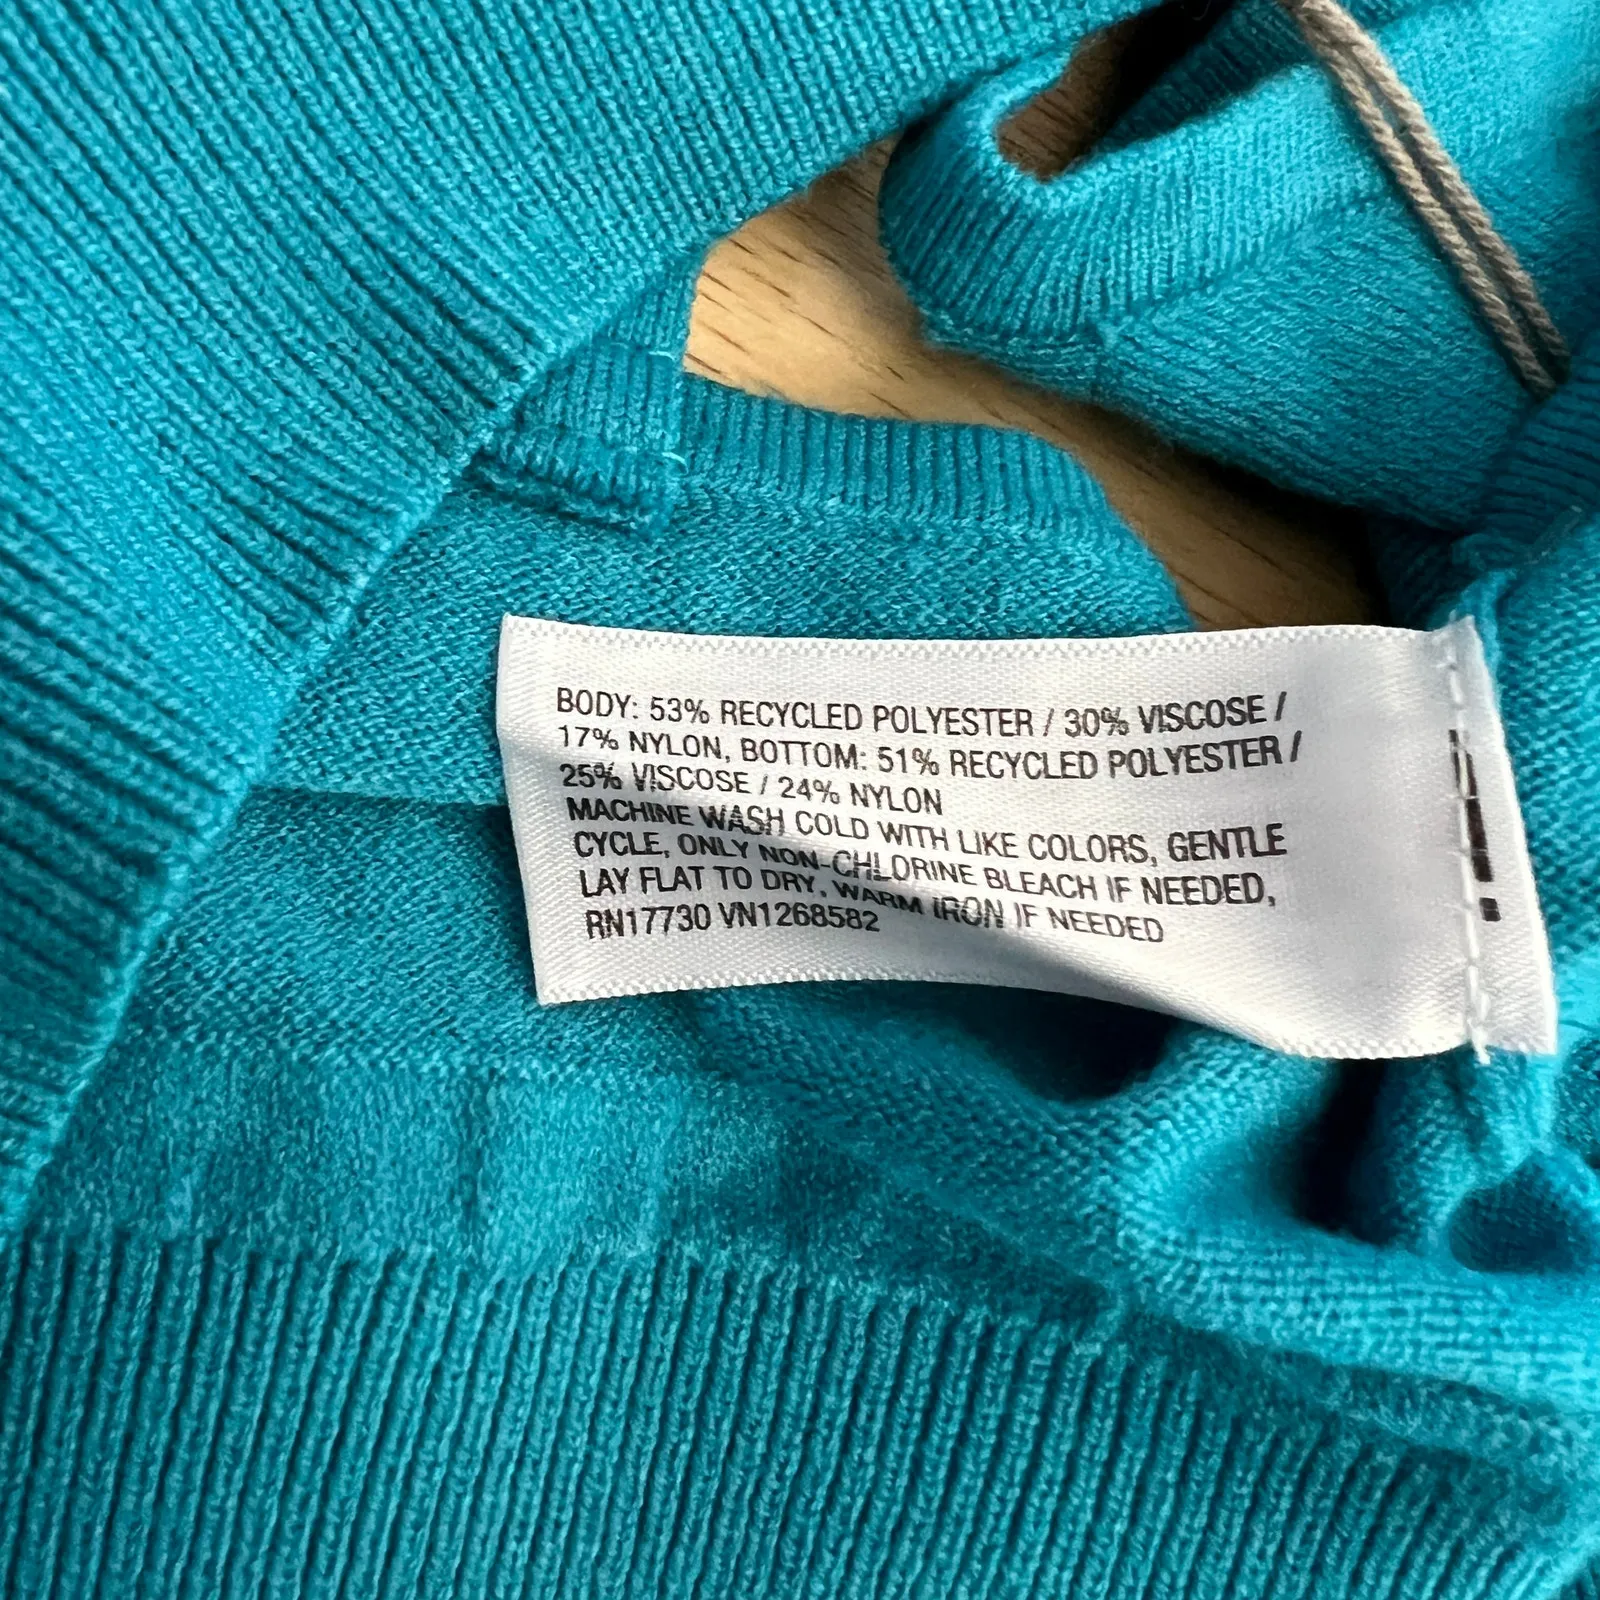 BODY: 53% RECYCLED POLYESTER / 30% VISCOSE /
17% NYLON, BOTTOM: 51% RECYCLED POLYESTER /
25% VISCOSE / 24% NYLON
MACHINE WASH COLD WITH LIKE COLORS, GENTLE
CYCLE, ONLY NON-CHLORINE BLEACH IF NEEDED,
LAY FLAT TO DRY, WARM IRON IF NEEDED
RN17730 VN1268582